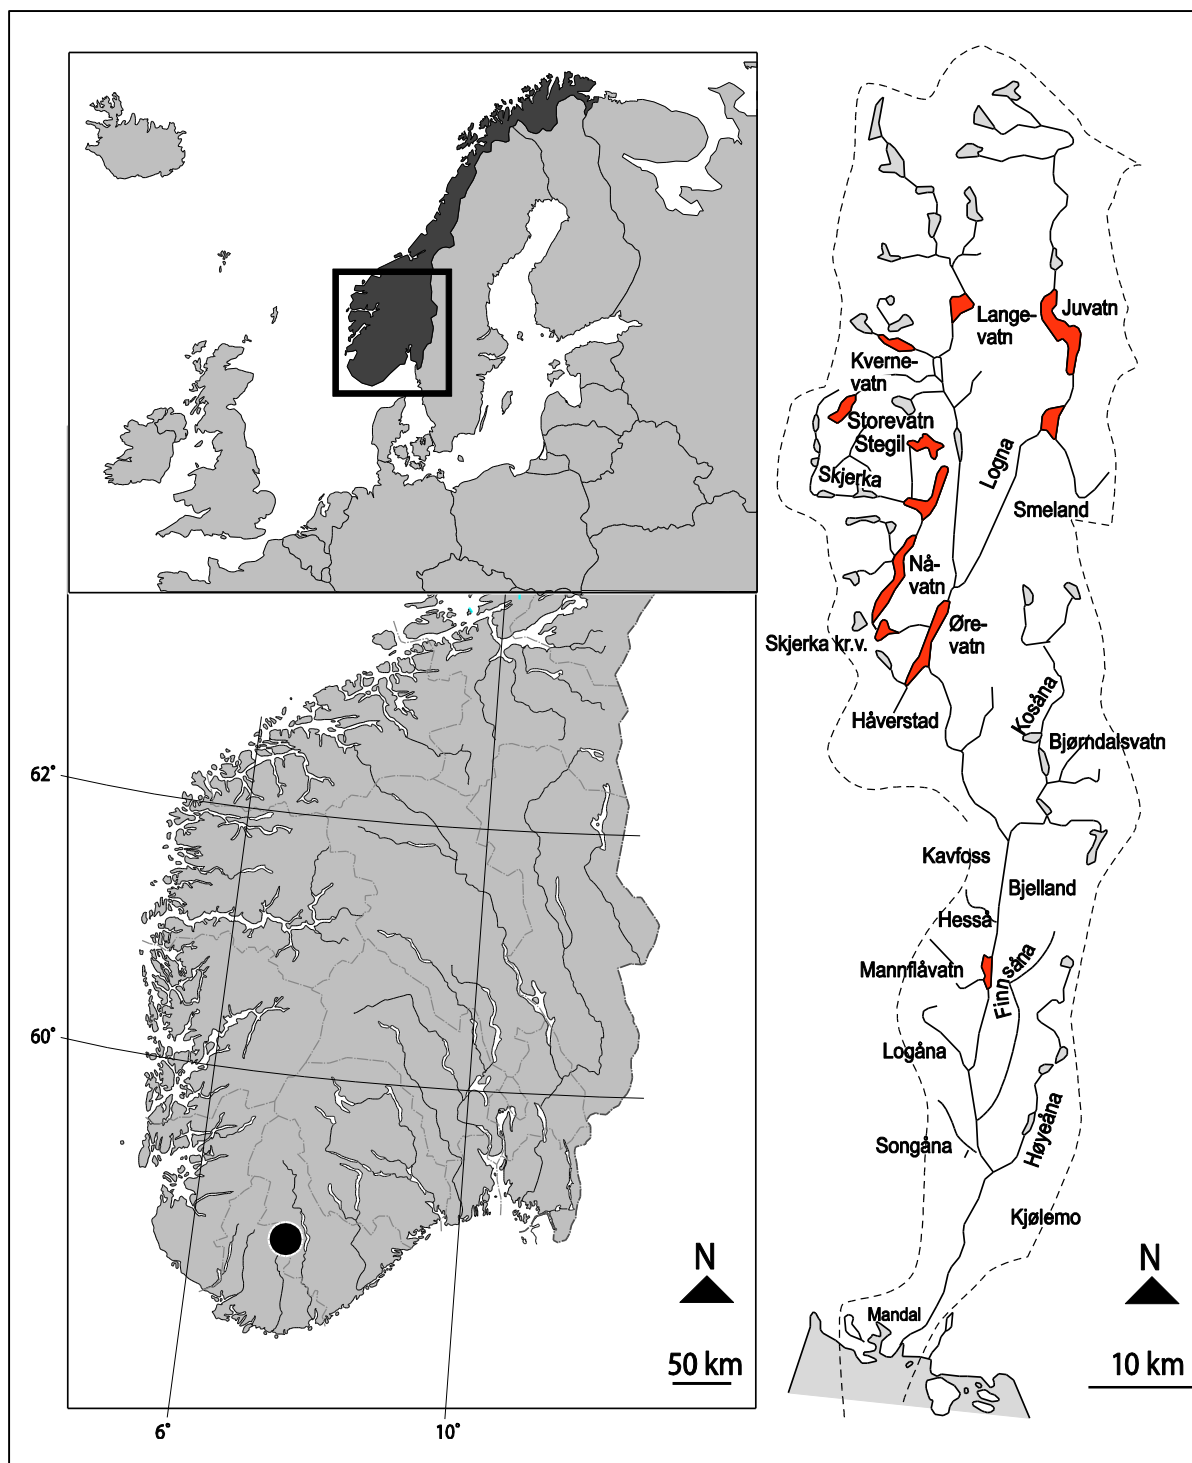 62°
60°
6°
10°
N
50 km
Lange-
vatn
Juvatn
Kverne-
vatn
Storevatn
Stegil
Skjerka
Logna
Smeland
Nå-
vatn
Skjerka kr.v.
Øre-
vatn
Håverstad
Kosåna
Bjørndalsvatn
Kavfoss
Bjelland
Hesså
Mannflåvatn
Finnsåna
Logåna
Songåna
Høyeåna
Kjølemo
N
Mandal
10 km